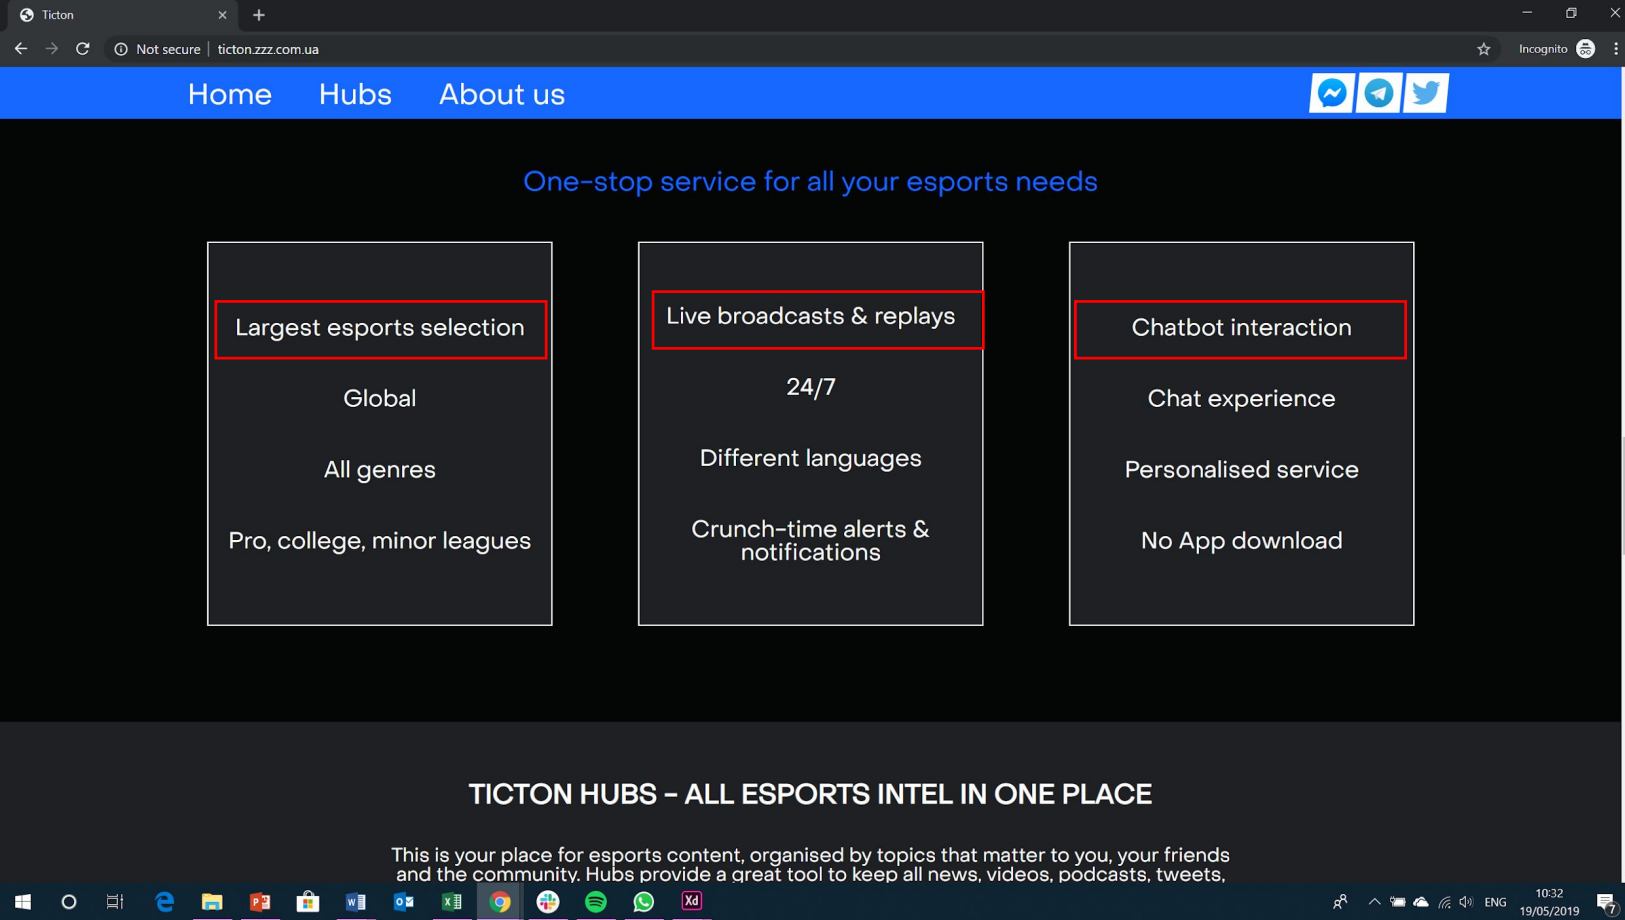 Ticton
Not secure | ticton.zzz.com.ua
Incognito
Home Hubs About us
One-stop service for all your esports needs
Largest esports selection
Global
All genres
Pro, college, minor leagues
Live broadcasts & replays
24/7
Different languages
Crunch-time alerts &
notifications
Chatbot interaction
Chat experience
Personalised service
No App download
TICTON HUBS - ALL ESPORTS INTEL IN ONE PLACE
This is your place for esports content, organised by topics that matter to you, your friends
and the community. Hubs provide a great tool to keep all news, videos, podcasts, tweets,
Xd
ENG
10:32
19/05/2019
7